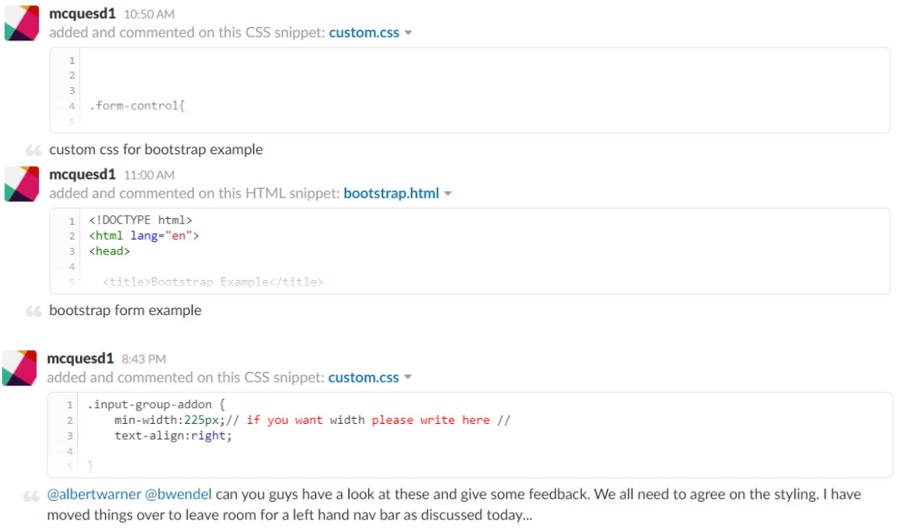 mcquesd1 10:50 AM
added and commented on this CSS snippet: custom.css
1
2
3
4 .form-control{
5
custom css for bootstrap example
mcquesd1 11:00 AM
added and commented on this HTML snippet: bootstrap.html
1 <!DOCTYPE html>
2 <html lang="en">
3 <head>
4
5 <title>Bootstrap Example</title>
bootstrap form example
mcquesd1 8:43 PM
added and commented on this CSS snippet: custom.css
1 .input-group-addon {
2 min-width:225px;// if you want width please write here //
3 text-align:right;
4
5 }
@albertwarner @bwendel can you guys have a look at these and give some feedback. We all need to agree on the styling. I have
moved things over to leave room for a left hand nav bar as discussed today...